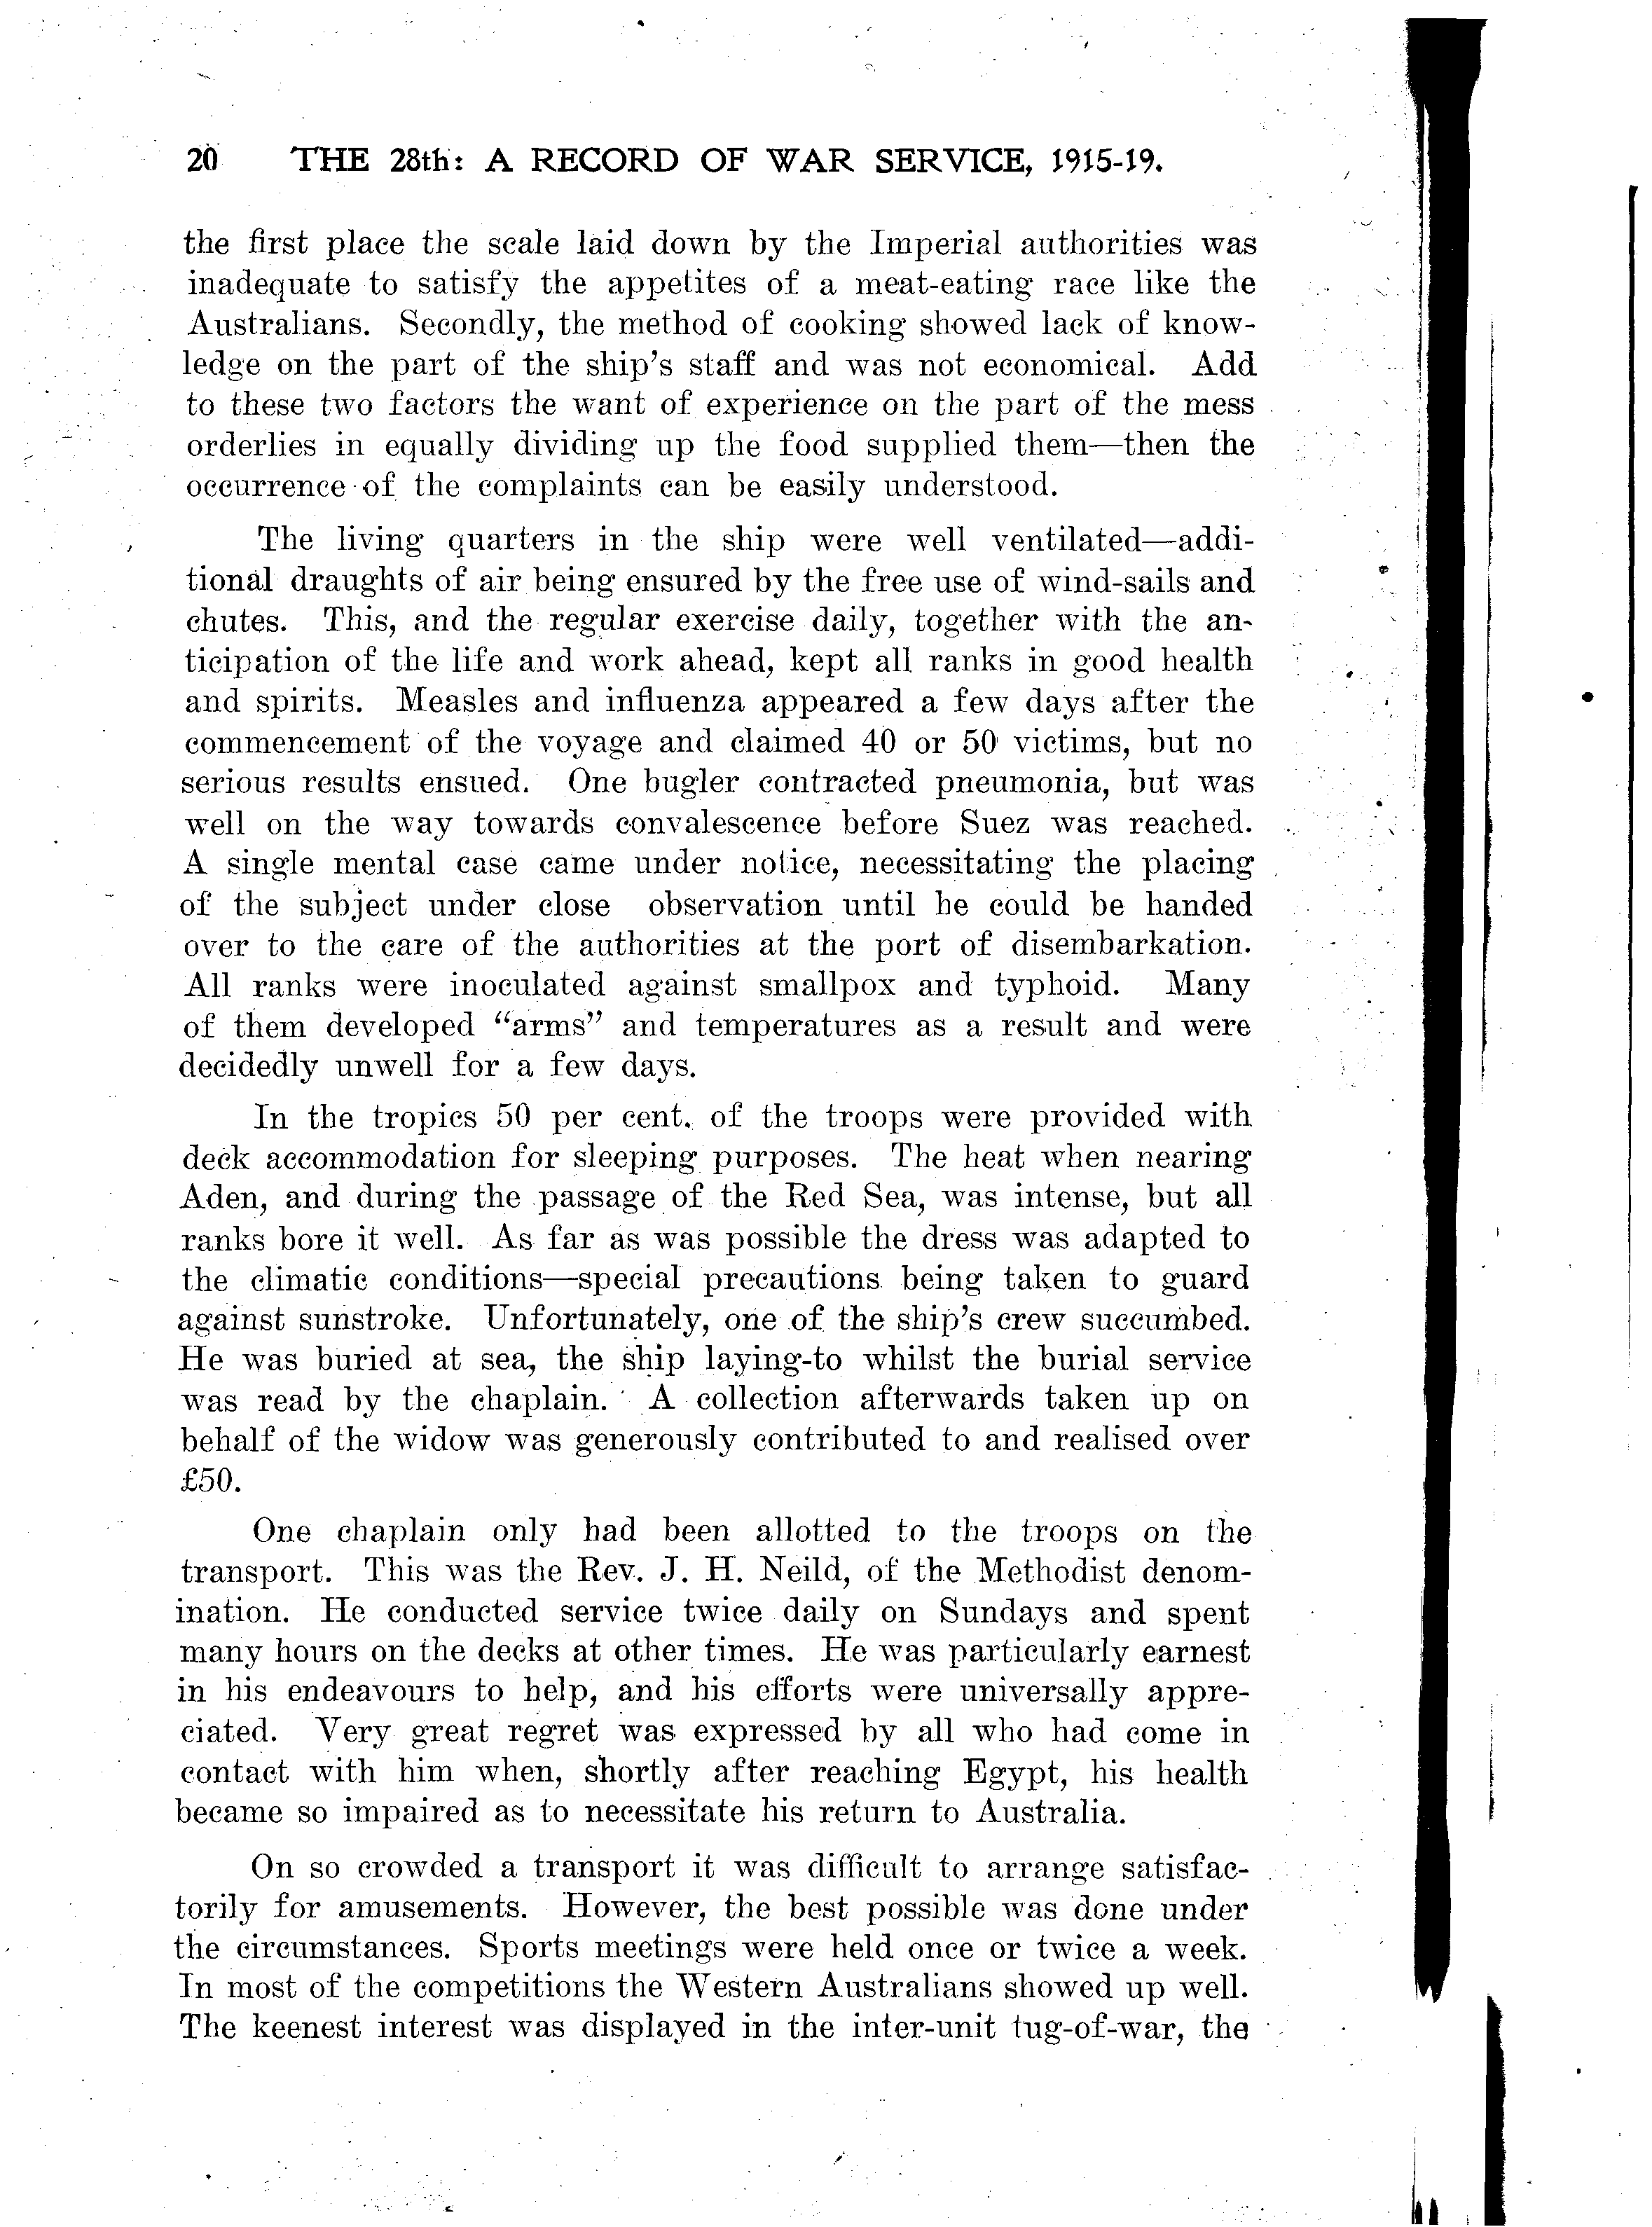 20 THE 28th: A RECORD OF WAR SERVICE, 1915-19.
the first place the scale laid down by the Imperial authorities was
inadequate to satisfy the appetites of a meat-eating race like the
Australians. Secondly, the method of cooking showed lack of know-
ledge on the part of the ship's staff and was not economical. Add
to these two factors the want of experience on the part of the mess
orderlies in equally dividing up the food supplied them—then the
occurrence of the complaints can be easily understood.
The living quarters in the ship were well ventilated—addi-
tional draughts of air being ensured by the free use of wind-sails and
chutes. This, and the regular exercise daily, together with the an-
ticipation of the life and work ahead, kept all ranks in good health
and spirits. Measles and influenza appeared a few days after the
commencement of the voyage and claimed 40 or 50 victims, but no
serious results ensued. One bugler contracted pneumonia, but was
well on the way towards convalescence before Suez was reached.
A single mental case came under notice, necessitating the placing
of the subject under close observation until he could be handed
over to the care of the authorities at the port of disembarkation.
All ranks were inoculated against smallpox and typhoid. Many
of them developed "arms" and temperatures as a result and were
decidedly unwell for a few days.
In the tropics 50 per cent. of the troops were provided with
deck accommodation for sleeping purposes. The heat when nearing
Aden, and during the passage of the Red Sea, was intense, but all
ranks bore it well. As far as was possible the dress was adapted to
the climatic conditions—special precautions being taken to guard
against sunstroke. Unfortunately, one of the ship's crew succumbed.
He was buried at sea, the ship laying-to whilst the burial service
was read by the chaplain. A collection afterwards taken up on
behalf of the widow was generously contributed to and realised over
£50.
One chaplain only had been allotted to the troops on the
transport. This was the Rev. J. H. Neild, of the Methodist denom-
ination. He conducted service twice daily on Sundays and spent
many hours on the decks at other times. He was particularly earnest
in his endeavours to help, and his efforts were universally appre-
ciated. Very great regret was expressed by all who had come in
contact with him when, shortly after reaching Egypt, his health
became so impaired as to necessitate his return to Australia.
On so crowded a transport it was difficult to arrange satisfac-
torily for amusements. However, the best possible was done under
the circumstances. Sports meetings were held once or twice a week.
In most of the competitions the Western Australians showed up well.
The keenest interest was displayed in the inter-unit tug-of-war, the